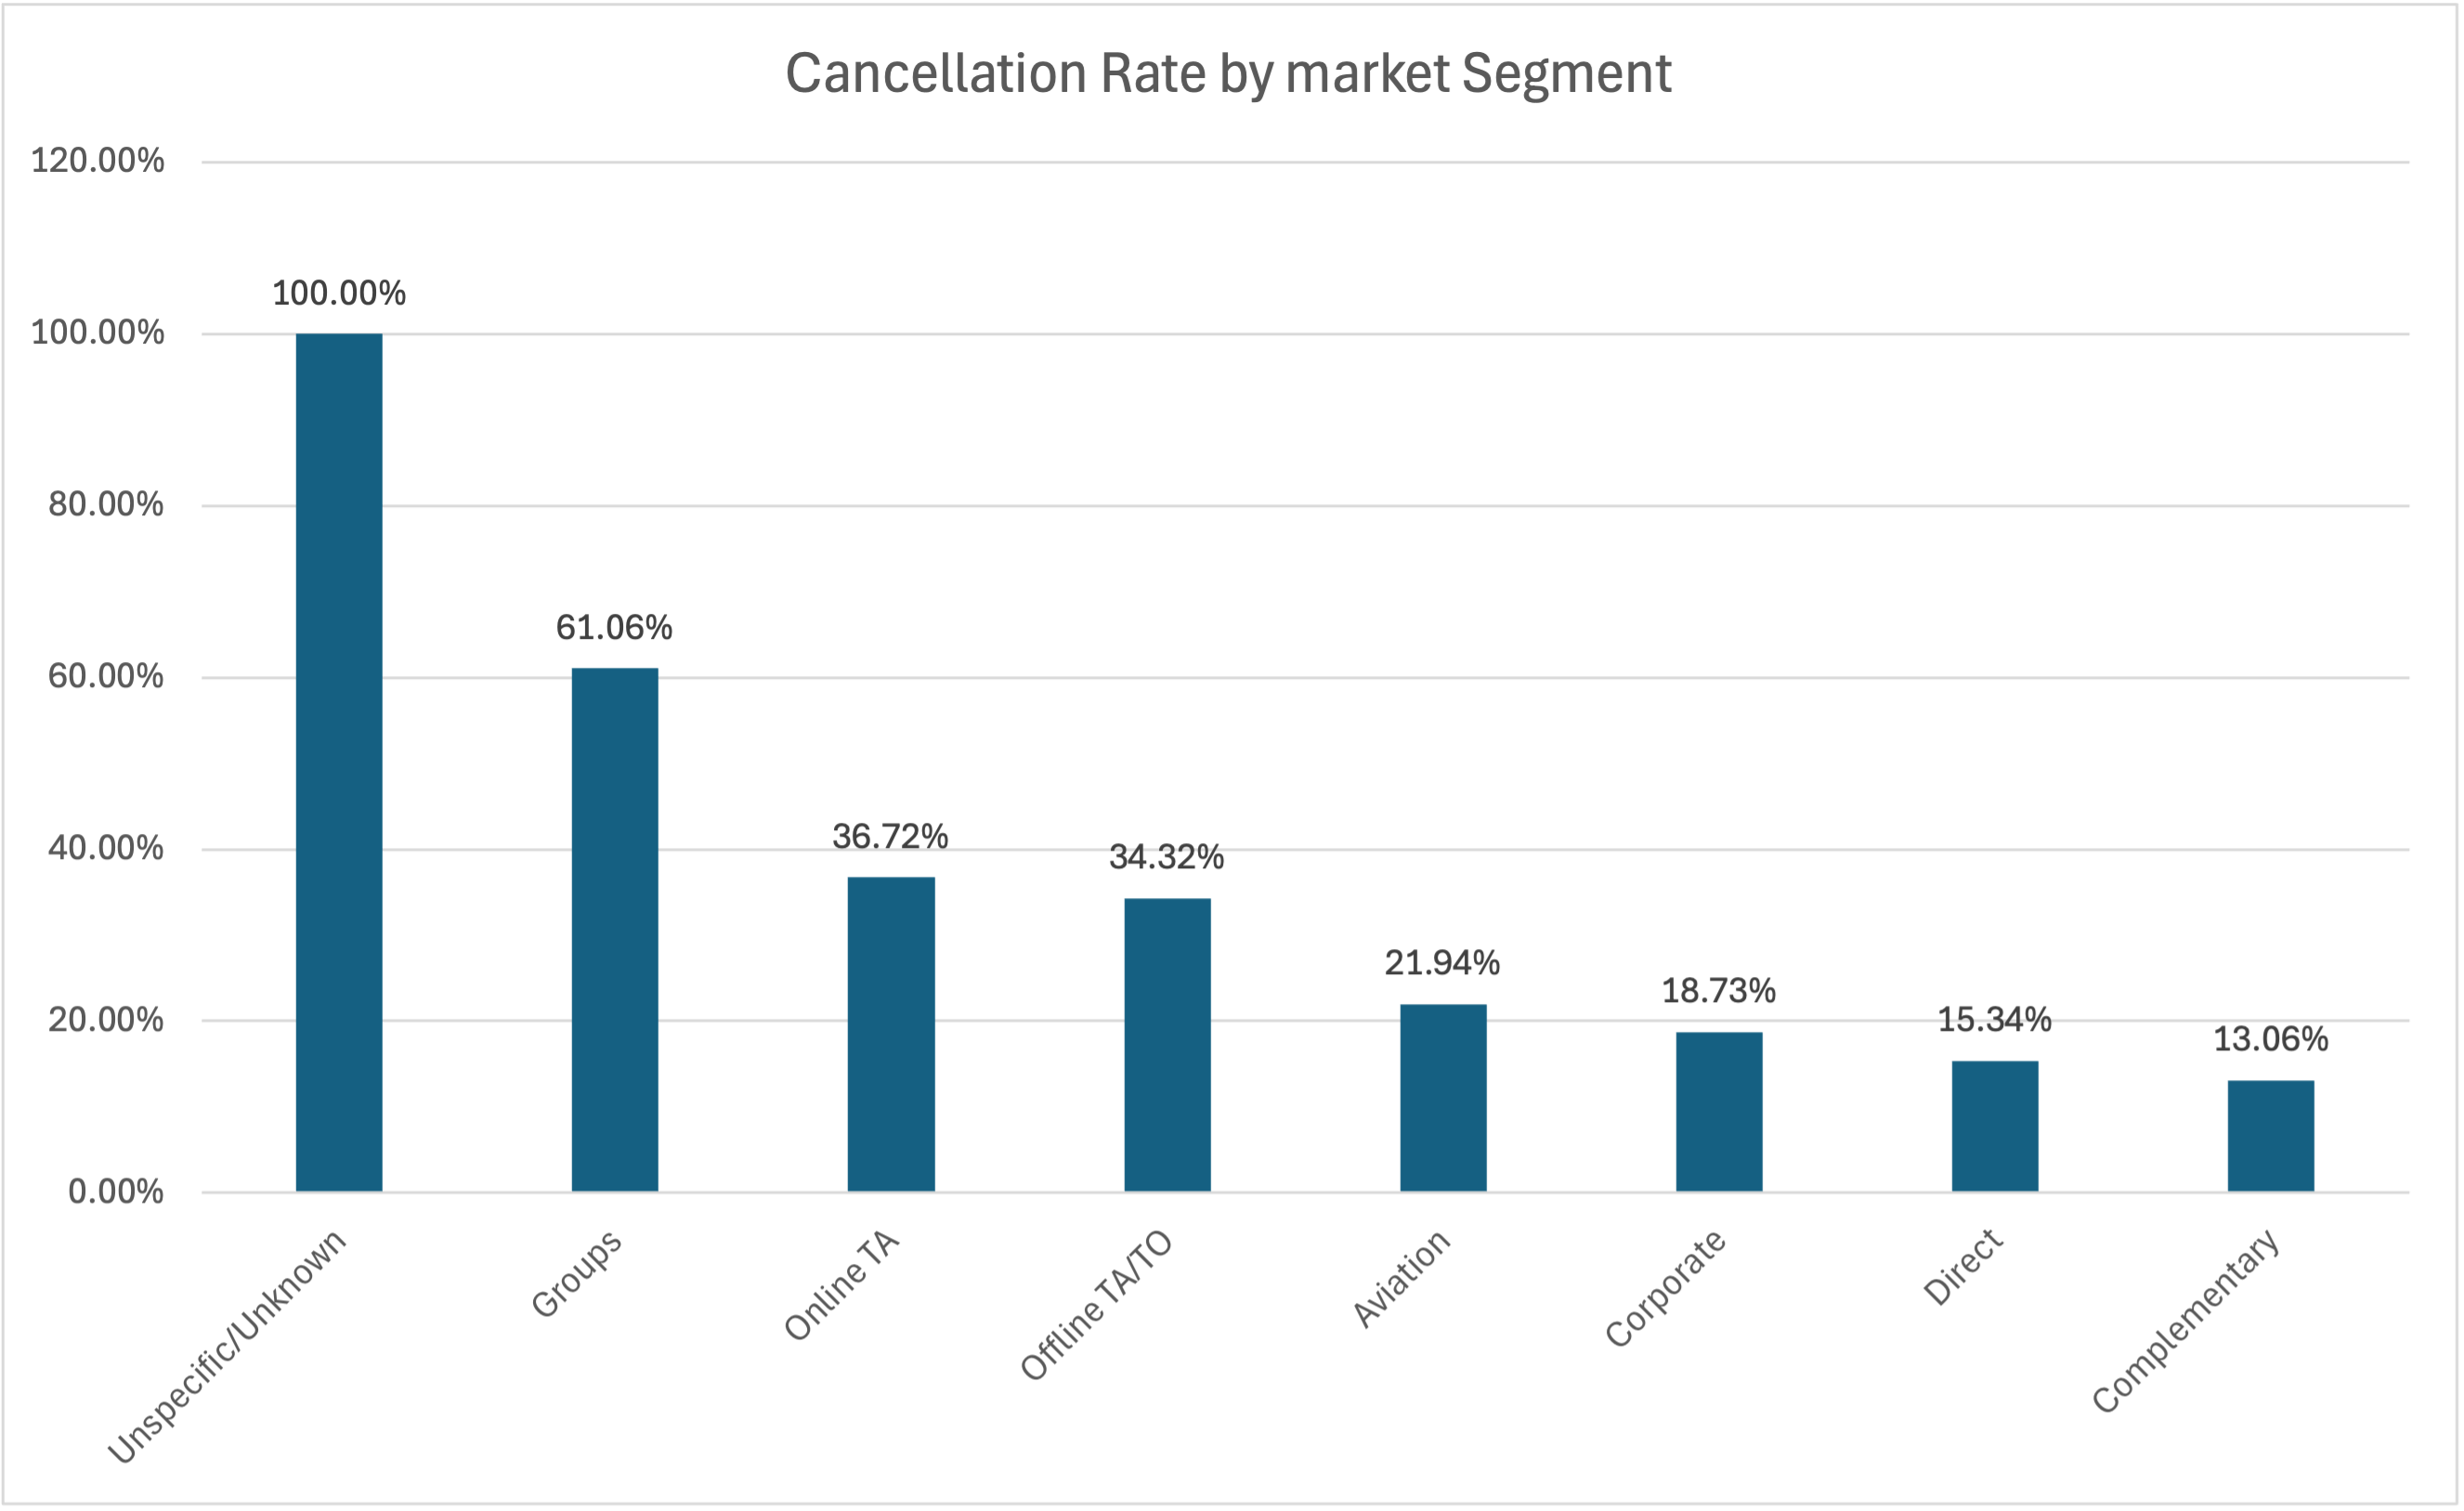 Cancellation Rate by market Segment
120.00%
100.00%
80.00%
60.00%
40.00%
20.00%
0.00%
100.00%
61.06%
36.72%
34.32%
21.94%
18.73%
15.34%
13.06%
Unspecific/Unknown
Groups
Online TA
Offline TA/TO
Aviation
Corporate
Direct
Complementary